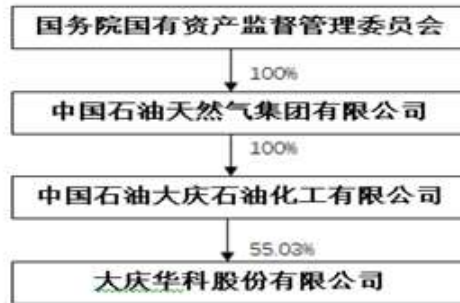 国务院国有资产监督管理委员会
100%
中国石油天然气集团有限公司
100%
中国石油大庆石油化工有限公司
55.03%
大庆华科股份有限公司